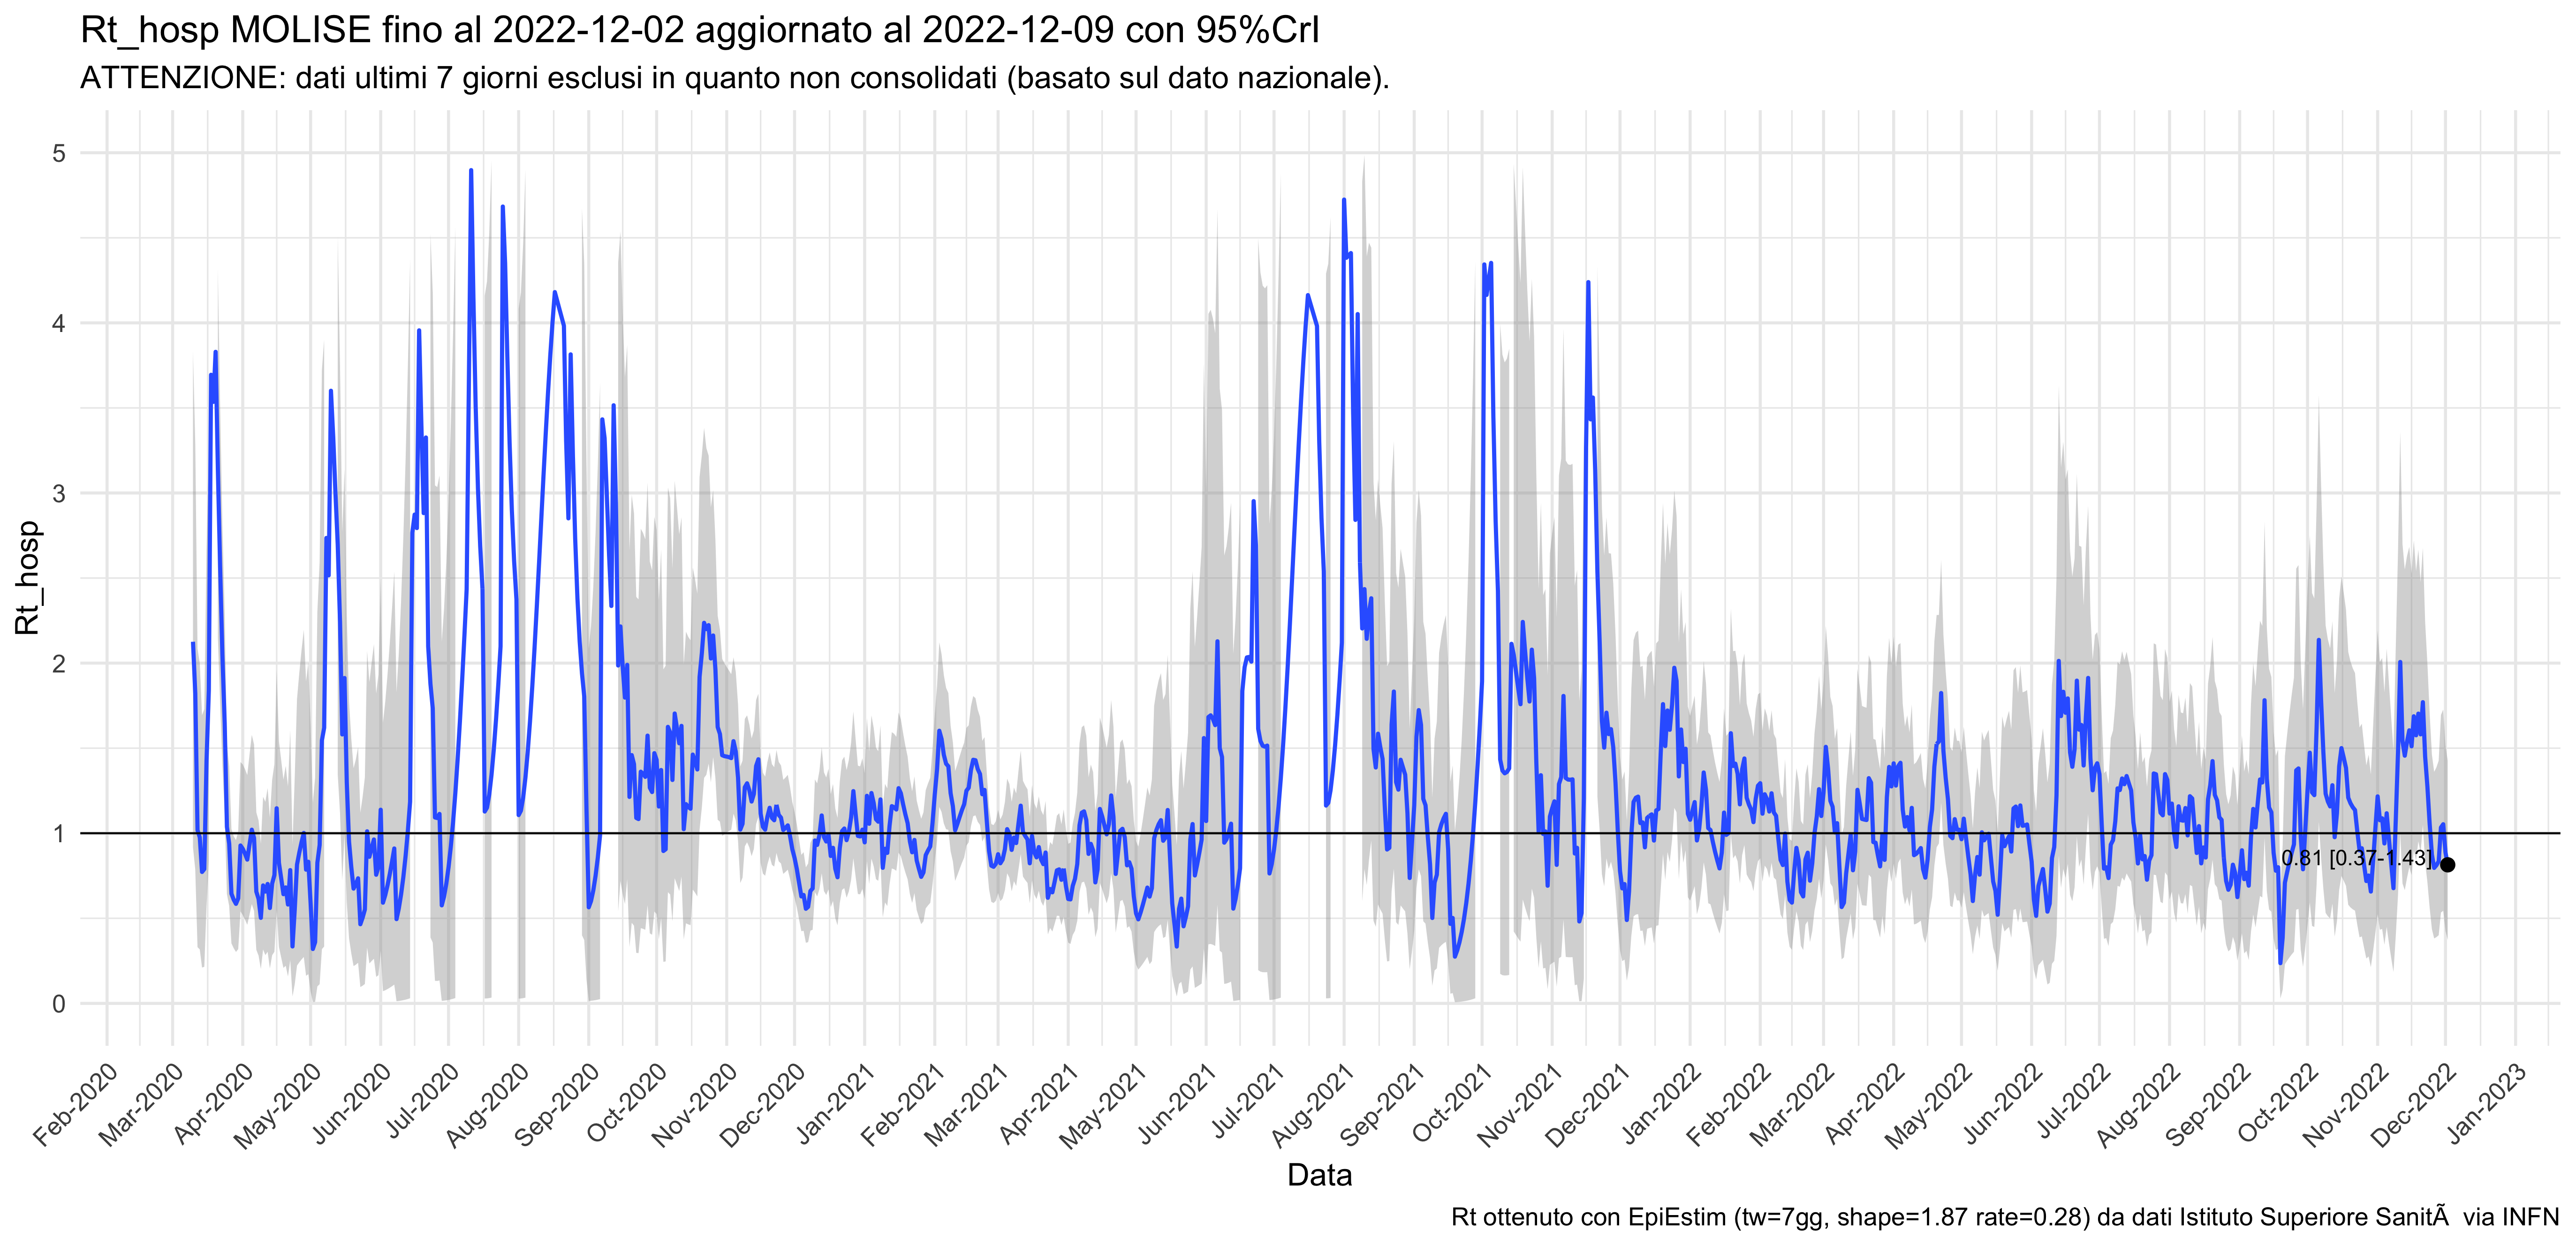 Rt_hosp MOLISE fino al 2022-12-02 aggiornato al 2022-12-09 con 95%CrI
ATTENZIONE: dati ultimi 7 giorni esclusi in quanto non consolidati (basato sul dato nazionale).
Rt_hosp
5
4
3
2
1
0
0.81 [0.37-1.43]
Feb-2020
Mar-2020
Apr-2020
May-2020
Jun-2020
Jul-2020
Aug-2020
Sep-2020
Oct-2020
Nov-2020
Dec-2020
Jan-2021
Feb-2021
Mar-2021
Apr-2021
May-2021
Jun-2021
Jul-2021
Aug-2021
Sep-2021
Oct-2021
Nov-2021
Dec-2021
Jan-2022
Feb-2022
Mar-2022
Apr-2022
May-2022
Jun-2022
Jul-2022
Aug-2022
Sep-2022
Oct-2022
Nov-2022
Dec-2022
Jan-2023
Data
Rt ottenuto con EpiEstim (tw=7gg, shape=1.87 rate=0.28) da dati Istituto Superiore SanitÃ  via INFN